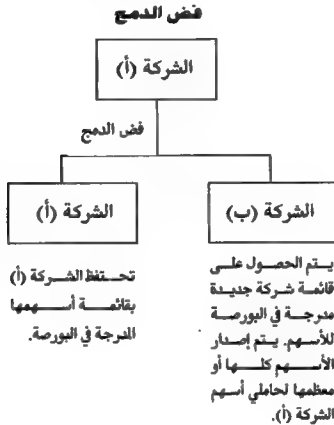 فض الدمج
الشركة (أ)
فض الدمج
الشركة (ب)
الشركة (أ)
يتم الحصول على
قائمة شركة جديدة
مدرجة في البورصة
للأسهم. يتم إصدار
الأسهم كلها أو
معظمها لحاملي أسهم
الشركة (أ).
تحتفظ الشركة (أ)
بقائمة أسهمها
المدرجة في البورصة.